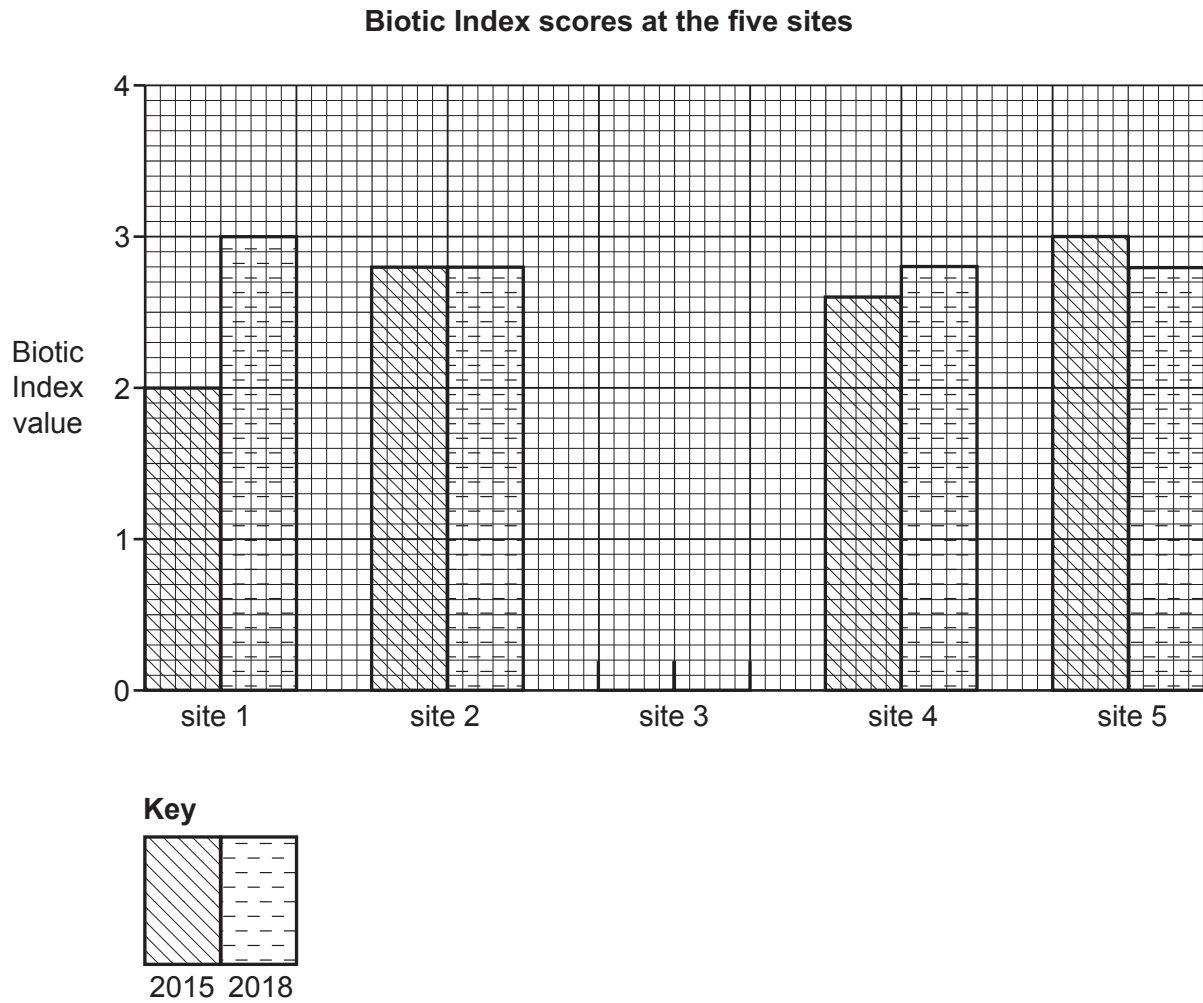 Biotic Index scores at the five sites
4
3
Biotic
Index
value
2
1
0
site 1 site 2 site 3 site 4 site 5
Key
2015 2018